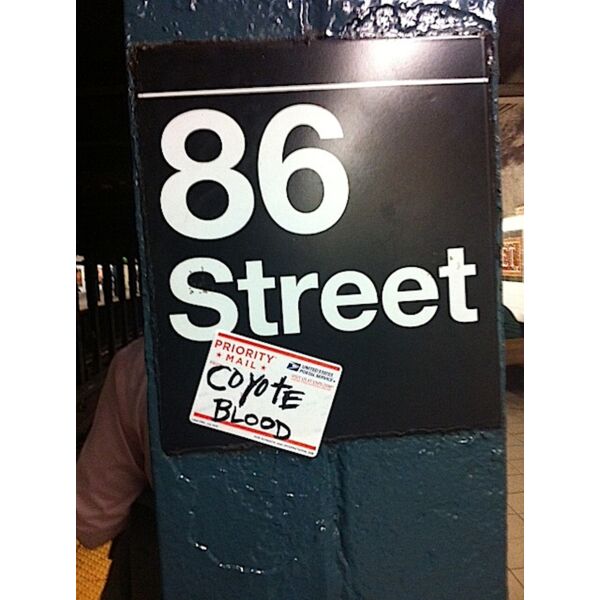 86
Street
PRIORITY
★ MAIL ★
UNITED STATES
POSTAL SERVICE
COYOTE
BLOOD